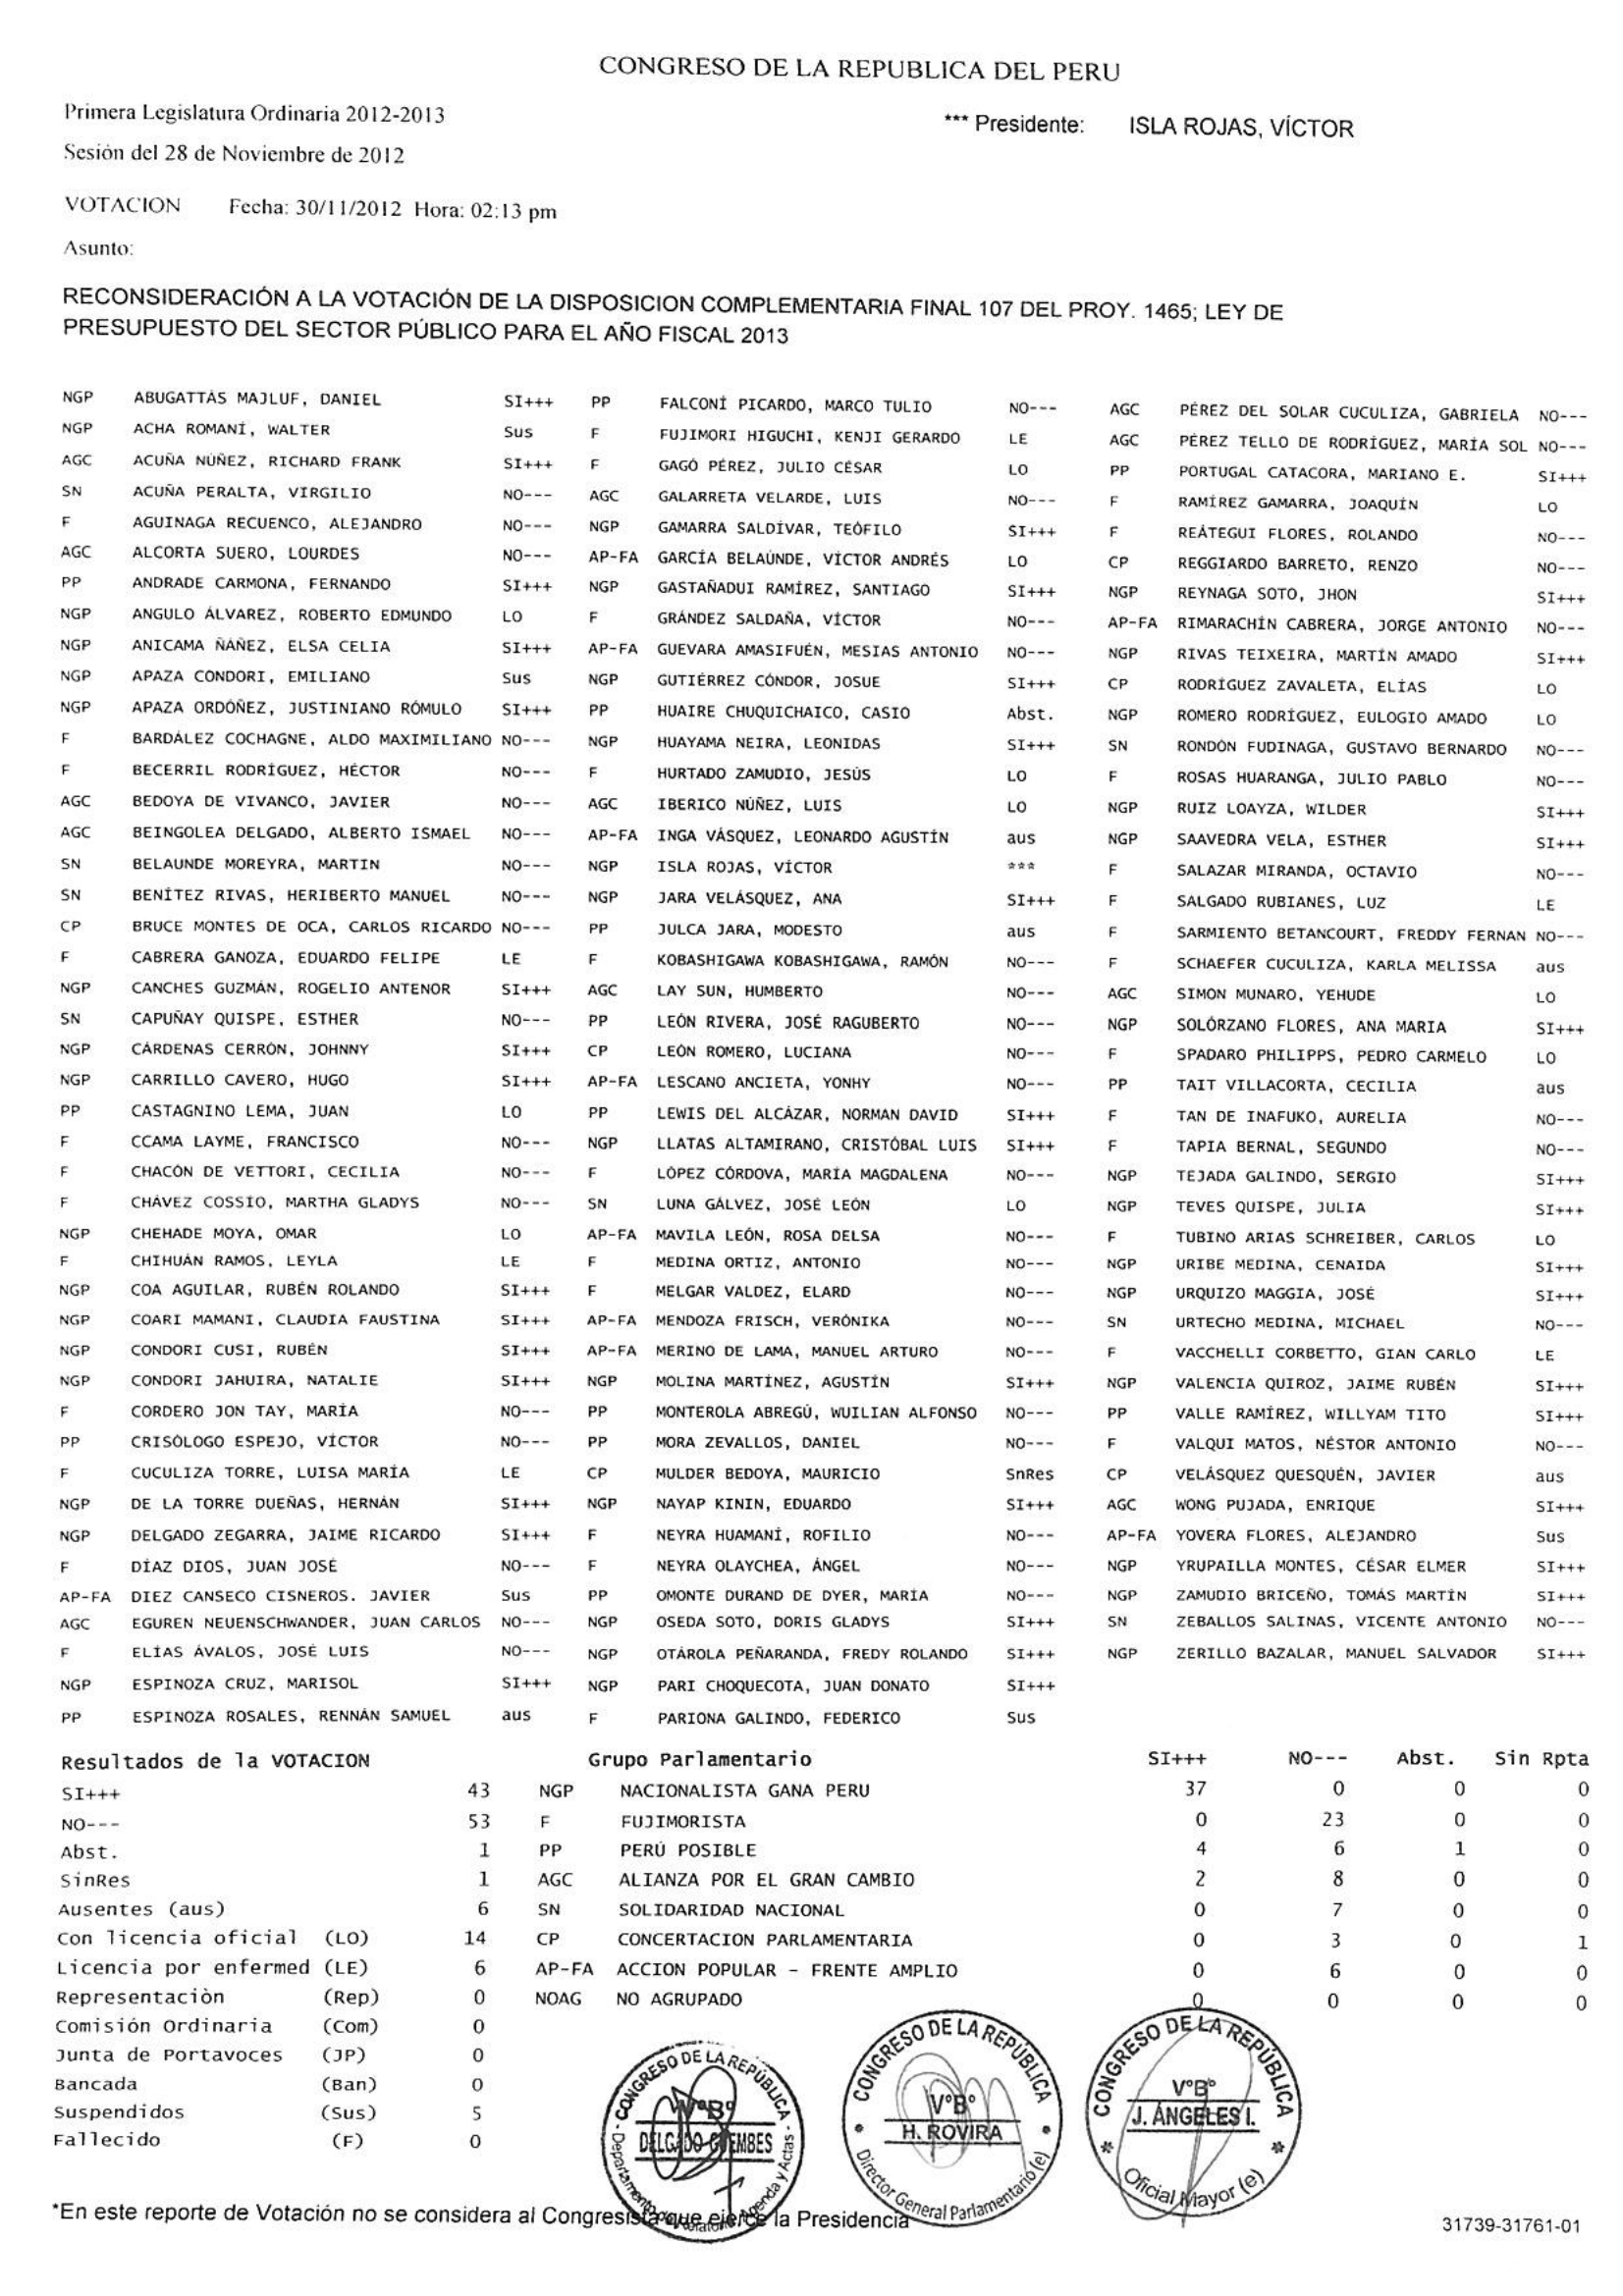 CONGRESO DE LA REPUBLICA DEL PERU
Primera Legislatura Ordinaria 2012-2013
*** Presidente: ISLA ROJAS, VÍCTOR
Sesión del 28 de Noviembre de 2012
VOTACION Fecha: 30/11/2012 Hora: 02:13 pm
Asunto:
RECONSIDERACIÓN A LA VOTACIÓN DE LA DISPOSICION COMPLEMENTARIA FINAL 107 DEL PROY. 1465; LEY DE
PRESUPUESTO DEL SECTOR PÚBLICO PARA EL AÑO FISCAL 2013
NGP ABUGATTÁS MAJLUF, DANIEL SI+++ PP FALCONÍ PICARDO, MARCO TULIO NO--- AGC PÉREZ DEL SOLAR CUCULIZA, GABRIELA NO---
NGP ACHA ROMANÍ, WALTER Sus F FUJIMORI HIGUCHI, KENJI GERARDO LE AGC PÉREZ TELLO DE RODRÍGUEZ, MARÍA SOL NO---
AGC ACUÑA NÚÑEZ, RICHARD FRANK SI+++ F GAGÓ PÉREZ, JULIO CÉSAR LO PP PORTUGAL CATACORA, MARIANO E. SI+++
SN ACUÑA PERALTA, VIRGILIO NO--- AGC GALARRETA VELARDE, LUIS NO--- F RAMÍREZ GAMARRA, JOAQUÍN LO
F AGUINAGA RECUENCO, ALEJANDRO NO--- NGP GAMARRA SALDÍVAR, TEÓFILO SI+++ F REÁTEGUI FLORES, ROLANDO NO---
AGC ALCORTA SUERO, LOURDES NO--- AP-FA GARCÍA BELAÚNDE, VÍCTOR ANDRÉS LO CP REGGIARDO BARRETO, RENZO NO---
PP ANDRADE CARMONA, FERNANDO SI+++ NGP GASTAÑADUI RAMÍREZ, SANTIAGO SI+++ NGP REYNAGA SOTO, JHON SI+++
NGP ANGULO ÁLVAREZ, ROBERTO EDMUNDO LO F GRÁNDEZ SALDAÑA, VÍCTOR NO--- AP-FA RIMARACHÍN CABRERA, JORGE ANTONIO NO---
NGP ANICAMA ÑÁÑEZ, ELSA CELIA SI+++ AP-FA GUEVARA AMASIFUÉN, MESIAS ANTONIO NO--- NGP RIVAS TEIXEIRA, MARTÍN AMADO SI+++
NGP APAZA CONDORI, EMILIANO Sus NGP GUTIÉRREZ CÓNDOR, JOSUE SI+++ CP RODRÍGUEZ ZAVALETA, ELÍAS LO
NGP APAZA ORDÓÑEZ, JUSTINIANO RÓMULO SI+++ PP HUAIRE CHUQUICHAICO, CASIO Abst. NGP ROMERO RODRÍGUEZ, EULOGIO AMADO LO
F BARDÁLEZ COCHAGNE, ALDO MAXIMILIANO NO--- NGP HUAYAMA NEIRA, LEONIDAS SI+++ SN RONDÓN FUDINAGA, GUSTAVO BERNARDO NO---
F BECERRIL RODRÍGUEZ, HÉCTOR NO--- F HURTADO ZAMUDIO, JESÚS LO F ROSAS HUARANGA, JULIO PABLO NO---
AGC BEDOYA DE VIVANCO, JAVIER NO--- AGC IBERICO NÚÑEZ, LUIS LO NGP RUIZ LOAYZA, WILDER SI+++
AGC BEINGOLEA DELGADO, ALBERTO ISMAEL NO--- AP-FA INGA VÁSQUEZ, LEONARDO AGUSTÍN aus NGP SAAVEDRA VELA, ESTHER SI+++
SN BELAUNDE MOREYRA, MARTIN NO--- NGP ISLA ROJAS, VÍCTOR *** F SALAZAR MIRANDA, OCTAVIO NO---
SN BENÍTEZ RIVAS, HERIBERTO MANUEL NO--- NGP JARA VELÁSQUEZ, ANA SI+++ F SALGADO RUBIANES, LUZ LE
CP BRUCE MONTES DE OCA, CARLOS RICARDO NO--- PP JULCA JARA, MODESTO aus F SARMIENTO BETANCOURT, FREDDY FERNAN NO---
F CABRERA GANOZA, EDUARDO FELIPE LE F KOBASHIGAWA KOBASHIGAWA, RAMÓN NO--- F SCHAEFER CUCULIZA, KARLA MELISSA aus
NGP CANCHES GUZMÁN, ROGELIO ANTENOR SI+++ AGC LAY SUN, HUMBERTO NO--- AGC SIMON MUNARO, YEHUDE LO
SN CAPUÑAY QUISPE, ESTHER NO--- PP LEÓN RIVERA, JOSÉ RAGUBERTO NO--- NGP SOLÓRZANO FLORES, ANA MARIA SI+++
NGP CÁRDENAS CERRÓN, JOHNNY SI+++ CP LEÓN ROMERO, LUCIANA NO--- F SPADARO PHILIPPS, PEDRO CARMELO LO
NGP CARRILLO CAVERO, HUGO SI+++ AP-FA LESCANO ANCIETA, YONHY NO--- PP TAIT VILLACORTA, CECILIA aus
PP CASTAGNINO LEMA, JUAN LO PP LEWIS DEL ALCÁZAR, NORMAN DAVID SI+++ F TAN DE INAFUKO, AURELIA NO---
F CCAMA LAYME, FRANCISCO NO--- NGP LLATAS ALTAMIRANO, CRISTÓBAL LUIS SI+++ F TAPIA BERNAL, SEGUNDO NO---
F CHACÓN DE VETTORI, CECILIA NO--- F LÓPEZ CÓRDOVA, MARÍA MAGDALENA NO--- NGP TEJADA GALINDO, SERGIO SI+++
F CHÁVEZ COSSÍO, MARTHA GLADYS NO--- SN LUNA GÁLVEZ, JOSÉ LEÓN LO NGP TEVES QUISPE, JULIA SI+++
NGP CHEHADE MOYA, OMAR LO AP-FA MAVILA LEÓN, ROSA DELSA NO--- F TUBINO ARIAS SCHREIBER, CARLOS LO
F CHIHUÁN RAMOS, LEYLA LE F MEDINA ORTIZ, ANTONIO NO--- NGP URIBE MEDINA, CENAIDA SI+++
NGP COA AGUILAR, RUBÉN ROLANDO SI+++ F MELGAR VALDEZ, ELARD NO--- NGP URQUIZO MAGGIA, JOSÉ SI+++
NGP COARI MAMANI, CLAUDIA FAUSTINA SI+++ AP-FA MENDOZA FRISCH, VERÓNIKA NO--- SN URTECHO MEDINA, MICHAEL NO---
NGP CONDORI CUSI, RUBÉN SI+++ AP-FA MERINO DE LAMA, MANUEL ARTURO NO--- F VACCHELLI CORBETTO, GIAN CARLO LE
NGP CONDORI JAHUIRA, NATALIE SI+++ NGP MOLINA MARTÍNEZ, AGUSTÍN SI+++ NGP VALENCIA QUIROZ, JAIME RUBÉN SI+++
F CORDERO JON TAY, MARÍA NO--- PP MONTEROLA ABREGÚ, WUILIAN ALFONSO NO--- PP VALLE RAMÍREZ, WILLYAM TITO SI+++
PP CRISÓLOGO ESPEJO, VÍCTOR NO--- PP MORA ZEVALLOS, DANIEL NO--- F VALQUI MATOS, NÉSTOR ANTONIO NO---
F CUCULIZA TORRE, LUISA MARÍA LE CP MULDER BEDOYA, MAURICIO SnRes CP VELÁSQUEZ QUESQUÉN, JAVIER aus
NGP DE LA TORRE DUEÑAS, HERNÁN SI+++ NGP NAYAP KININ, EDUARDO SI+++ AGC WONG PUJADA, ENRIQUE SI+++
NGP DELGADO ZEGARRA, JAIME RICARDO SI+++ F NEYRA HUAMANÍ, ROFILIO NO--- AP-FA YOVERA FLORES, ALEJANDRO Sus
F DÍAZ DIOS, JUAN JOSÉ NO--- F NEYRA OLAYCHEA, ÁNGEL NO--- NGP YRUPAILLA MONTES, CÉSAR ELMER SI+++
AP-FA DIEZ CANSECO CISNEROS. JAVIER Sus PP OMONTE DURAND DE DYER, MARÍA NO--- NGP ZAMUDIO BRICEÑO, TOMÁS MARTÍN SI+++
AGC EGUREN NEUENSCHWANDER, JUAN CARLOS NO--- NGP OSEDA SOTO, DORIS GLADYS SI+++ SN ZEBALLOS SALINAS, VICENTE ANTONIO NO---
F ELÍAS ÁVALOS, JOSÉ LUIS NO--- NGP OTÁROLA PEÑARANDA, FREDY ROLANDO SI+++ NGP ZERILLO BAZALAR, MANUEL SALVADOR SI+++
NGP ESPINOZA CRUZ, MARISOL SI+++ NGP PARI CHOQUECOTA, JUAN DONATO SI+++
PP ESPINOZA ROSALES, RENNÁN SAMUEL aus F PARIONA GALINDO, FEDERICO Sus
Resultados de la VOTACION Grupo Parlamentario SI+++ NO--- Abst. Sin Rpta
SI+++ 43 NGP NACIONALISTA GANA PERU 37 0 0 0
NO--- 53 F FUJIMORISTA 0 23 0 0
Abst. 1 PP PERÚ POSIBLE 4 6 1 0
SinRes 1 AGC ALIANZA POR EL GRAN CAMBIO 2 8 0 0
Ausentes (aus) 6 SN SOLIDARIDAD NACIONAL 0 7 0 0
Con licencia oficial (LO) 14 CP CONCERTACION PARLAMENTARIA 0 3 0 1
Licencia por enfermed (LE) 6 AP-FA ACCION POPULAR - FRENTE AMPLIO 0 6 0 0
Representaciòn (Rep) 0 NOAG NO AGRUPADO 0 0 0 0
Comisión Ordinaria (Com) 0
Junta de Portavoces (JP) 0
Bancada (Ban) 0
Suspendidos (Sus) 5
Fallecido (F) 0
CONGRESO DE LA REPÚBLICA
V°B°
DELGADO GUEMBES
CONGRESO DE LA REPÚBLICA
V°B°
H. ROVIRA
Director General Parlamentario (e)
CONGRESO DE LA REPÚBLICA
V°B°
J. ÁNGELES I.
Oficial Mayor (e)
*En este reporte de Votación no se considera al Congresista que ejerce la Presidencia
31739-31761-01